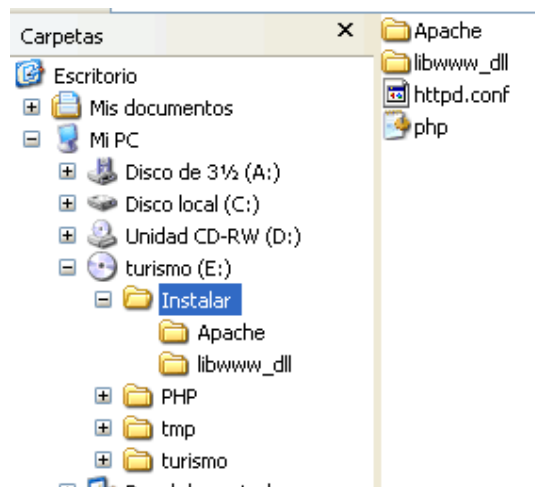 Carpetas
Escritorio
Mis documentos
Mi PC
Disco de 3½ (A:)
Disco local (C:)
Unidad CD-RW (D:)
turismo (E:)
Instalar
Apache
libwww_dll
PHP
tmp
turismo
Apache
libwww_dll
httpd.conf
php